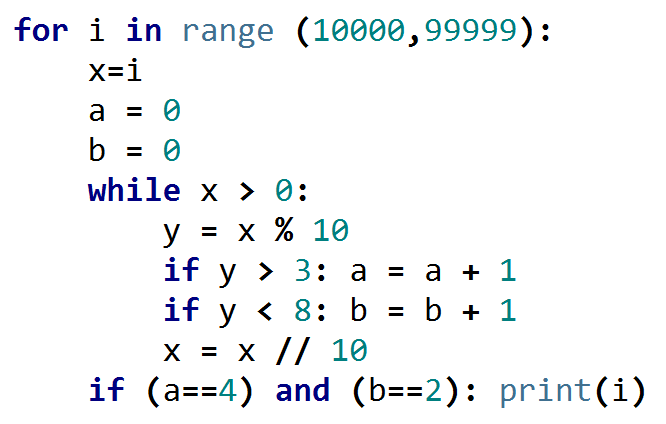 for i in range (10000,99999):
    x=i
    a = 0
    b = 0
    while x > 0:
        y = x % 10
        if y > 3: a = a + 1
        if y < 8: b = b + 1
        x = x // 10
    if (a==4) and (b==2): print(i)